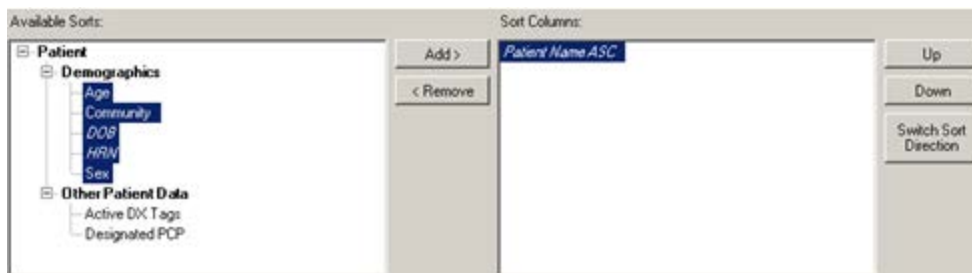 Available Sorts:
Sort Columns:
Patient
Demographics
Age
Community
DOB
HRN
Sex
Other Patient Data
Active DX Tags
Designated PCP
Add >
< Remove
Patient Name ASC
Up
Down
Switch Sort
Direction